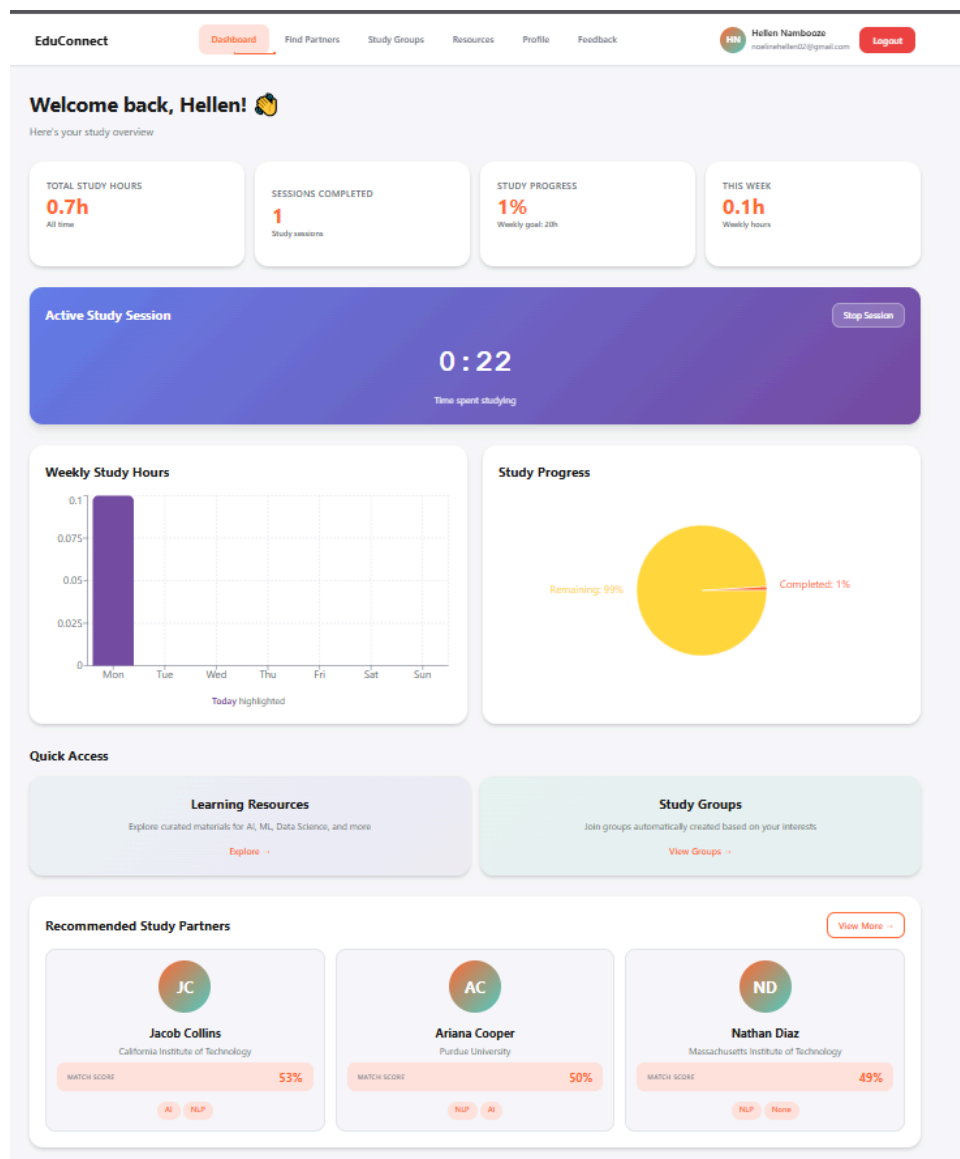 EduConnect
Dashboard Find Partners Study Groups Resources Profile Feedback
HN Hellen Nambooze
noelinehellen02@gmail.com
Logout
Welcome back, Hellen! 👋
Here's your study overview
TOTAL STUDY HOURS
0.7h
All time
SESSIONS COMPLETED
1
Study sessions
STUDY PROGRESS
1%
Weekly goal: 20h
THIS WEEK
0.1h
Weekly hours
Active Study Session
Stop Session
0:22
Time spent studying
Weekly Study Hours
0.1
0.075
0.05
0.025
0
Mon Tue Wed Thu Fri Sat Sun
Today highlighted
Study Progress
Remaining: 99%
Completed: 1%
Quick Access
Learning Resources
Explore curated materials for AI, ML, Data Science, and more
Explore →
Study Groups
Join groups automatically created based on your interests
View Groups →
Recommended Study Partners
View More →
JC
Jacob Collins
California Institute of Technology
MATCH SCORE 53%
AI NLP
AC
Ariana Cooper
Purdue University
MATCH SCORE 50%
NLP AI
ND
Nathan Diaz
Massachusetts Institute of Technology
MATCH SCORE 49%
NLP None